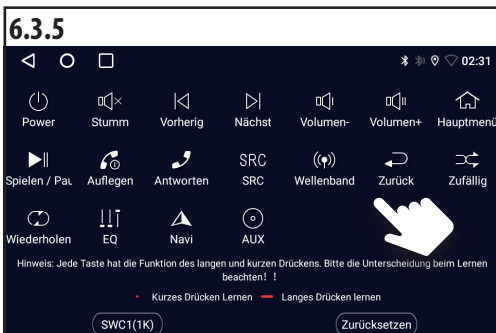 6.3.5
02:31
Power Stumm Vorherig Nächst Volumen- Volumen+ Hauptmenü
Spielen / Pau Auflegen Antworten SRC SRC Wellenband Zurück Zufällig
Wiederholen EQ Navi AUX
Hinweis: Jede Taste hat die Funktion des langen und kurzen Drückens. Bitte die Unterscheidung beim Lernen
beachten! !
Kurzes Drücken Lernen Langes Drücken lernen
SWC1(1K) Zurücksetzen